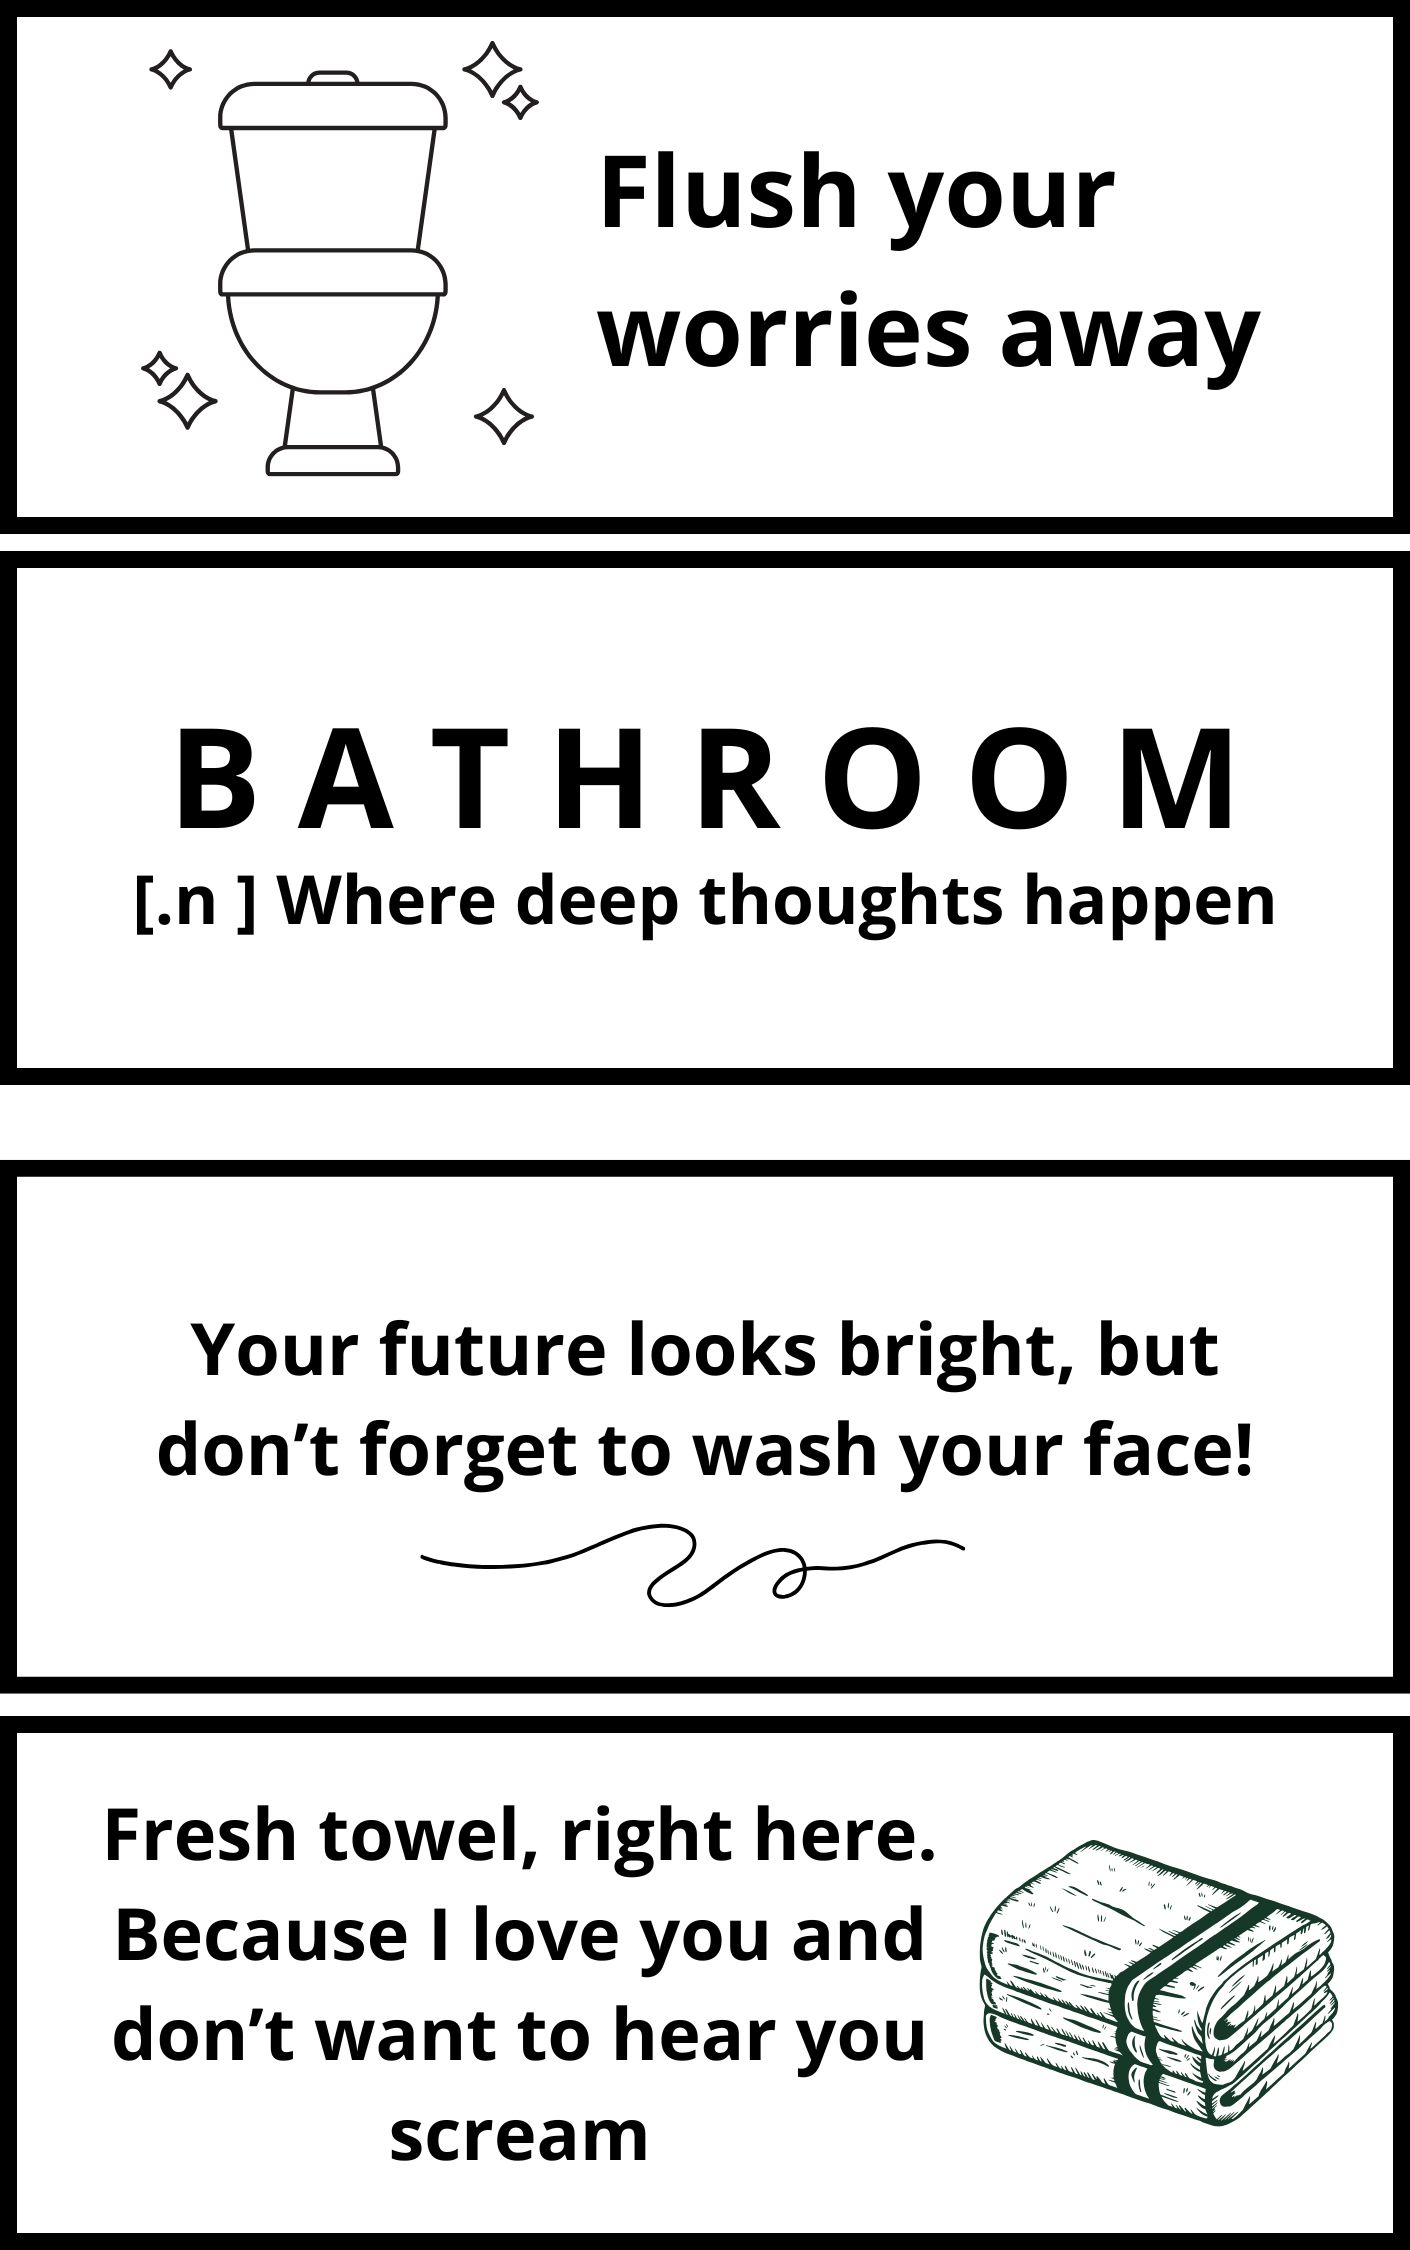 Flush your
worries away
BATHROOM
[.n ] Where deep thoughts happen
Your future looks bright, but
don’t forget to wash your face!
Fresh towel, right here.
Because I love you and
don’t want to hear you
scream